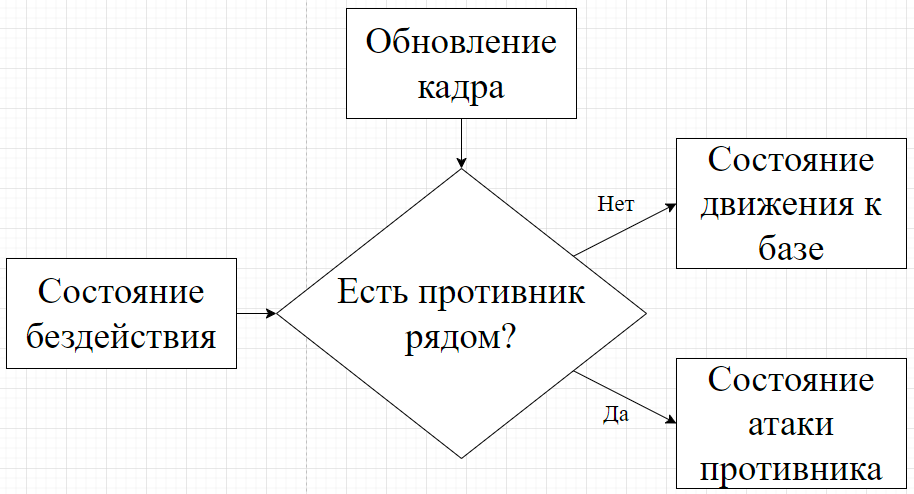 Обновление
кадра
Состояние
движения к
базе
Нет
Состояние
бездействия
Есть противник
рядом?
Да
Состояние
атаки
противника